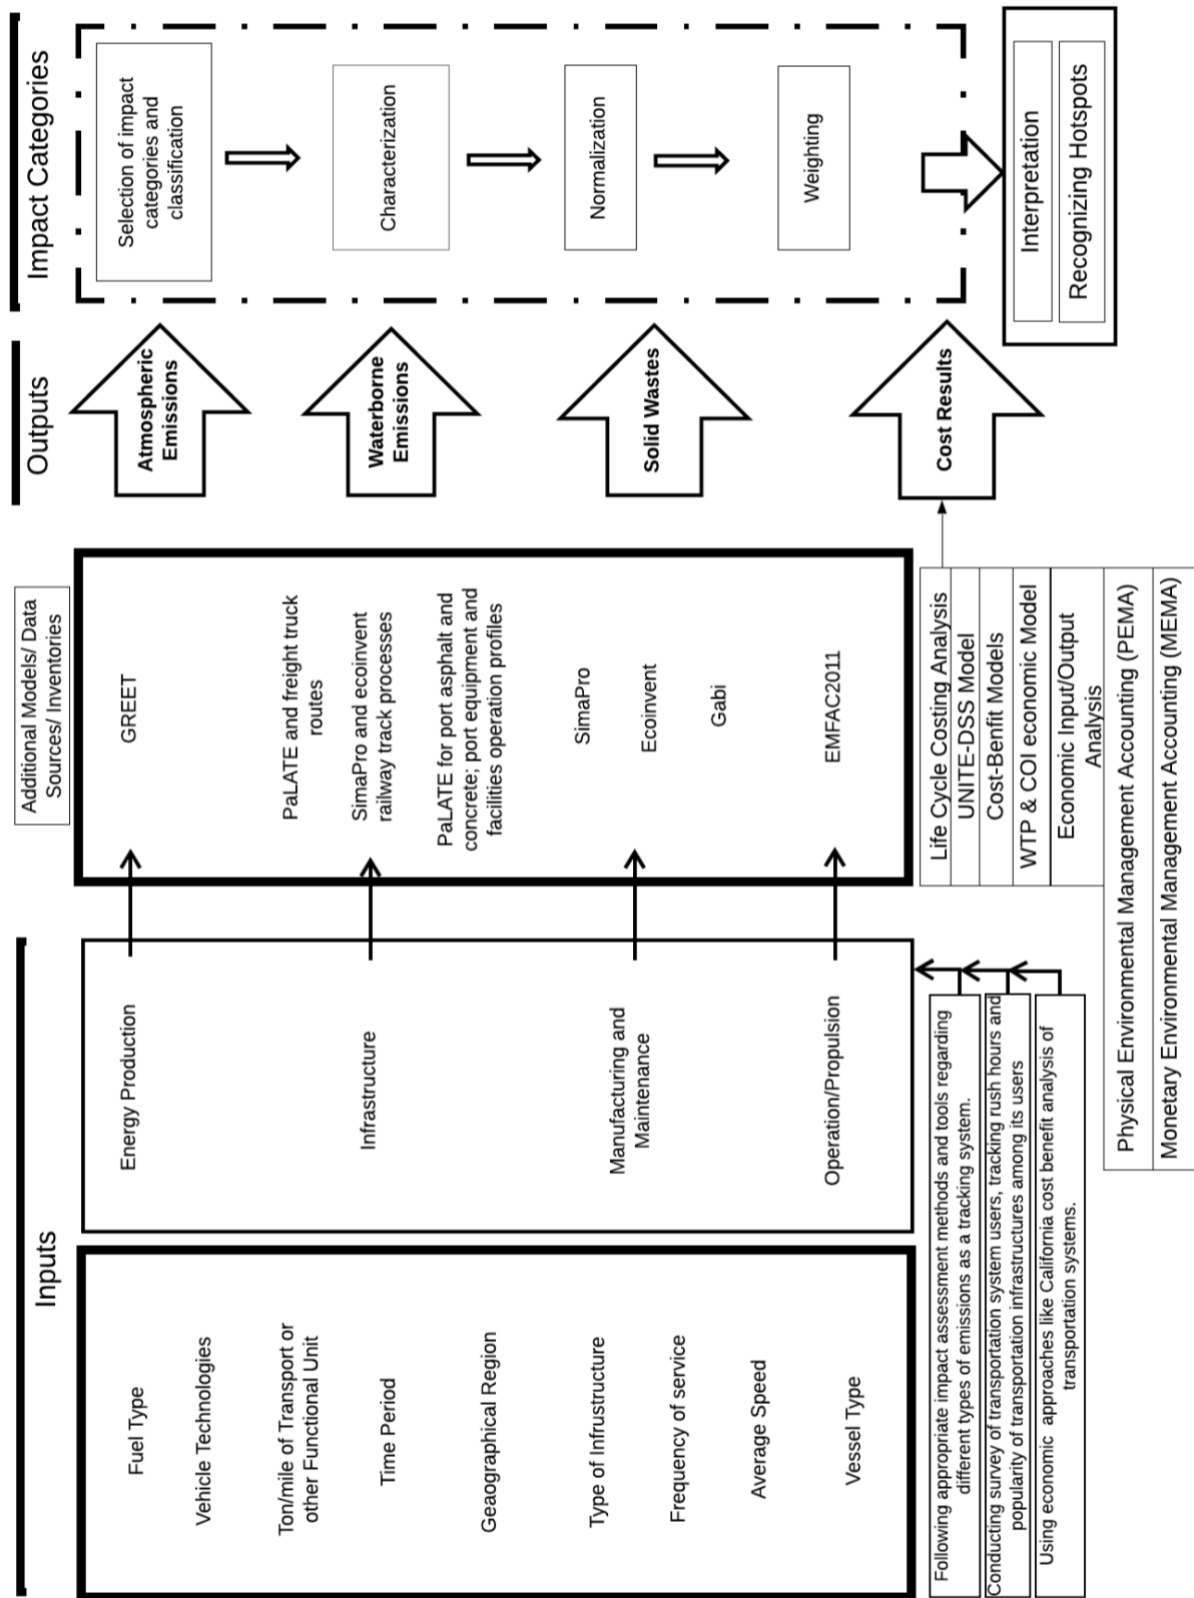 Inputs
Fuel Type
Vehicle Technologies
Ton/mile of Transport or
other Functional Unit
Time Period
Geaographical Region
Type of Infrustructure
Frequency of service
Average Speed
Vessel Type
Energy Production
Infrastructure
Manufacturing and
Maintenance
Operation/Propulsion
Following appropriate impact assessment methods and tools regarding
different types of emissions as a tracking system.
Conducting survey of transportation system users, tracking rush hours and
popularity of transportation infrastructures among its users
Using economic approaches like California cost benefit analysis of
transportation systems.
Additional Models/ Data
Sources/ Inventories
GREET
PaLATE and freight truck
routes
SimaPro and ecoinvent
railway track processes
PaLATE for port asphalt and
concrete; port equipment and
facilities operation profiles
SimaPro
Ecoinvent
Gabi
EMFAC2011
Life Cycle Costing Analysis
UNITE-DSS Model
Cost-Benefit Models
WTP & COI economic Model
Economic Input/Output
Analysis
Physical Environmental Management Accounting (PEMA)
Monetary Environmental Management Accounting (MEMA)
Outputs
Atmospheric
Emissions
Waterborne
Emissions
Solid Wastes
Cost Results
Impact Categories
Selection of impact
categories and
classification
Characterization
Normalization
Weighting
Interpretation
Recognizing Hotspots